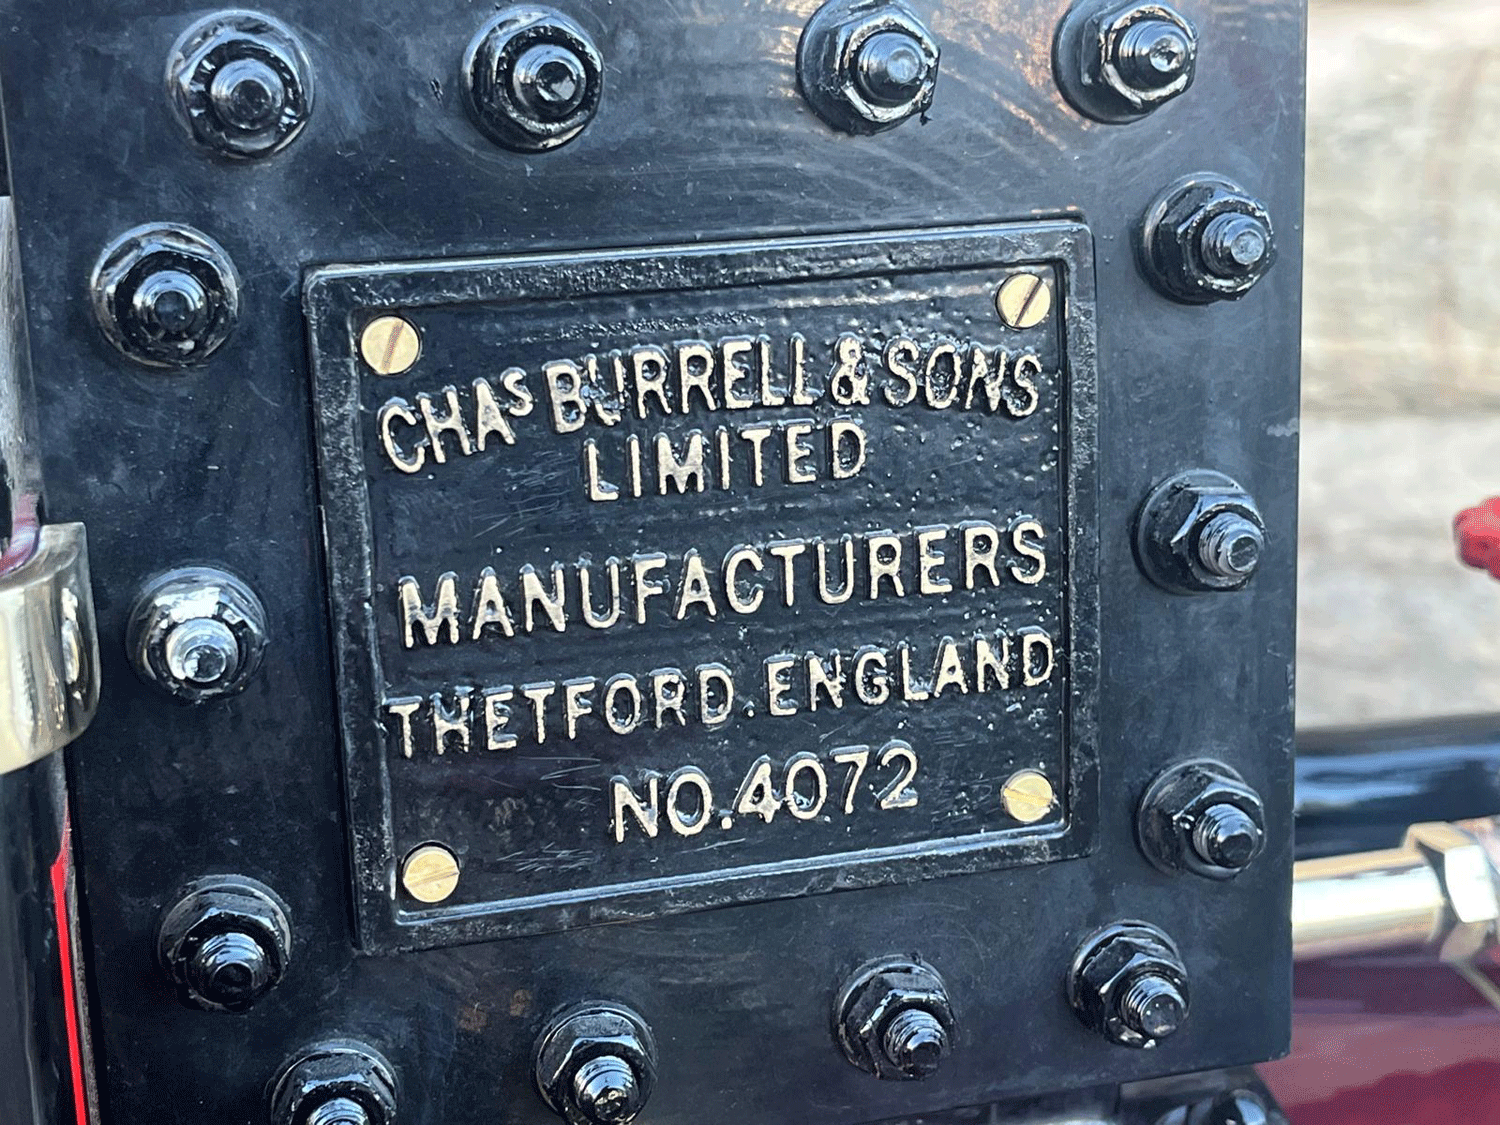 CHAS BURRELL & SONS
LIMITED
MANUFACTURERS
THETFORD. ENGLAND
NO. 4072